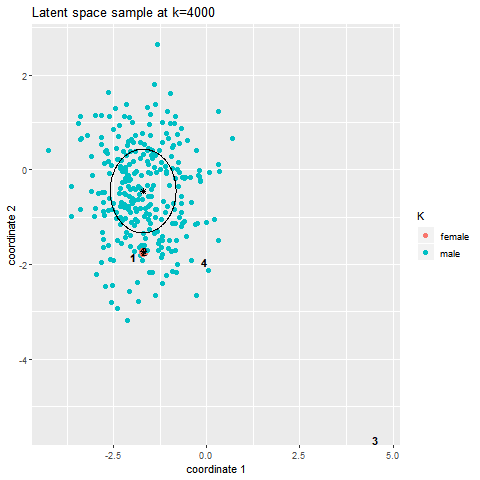 Latent space sample at k=4000
2
0
-2
-4
coordinate 2
1
4
3
-2.5
0.0
2.5
5.0
coordinate 1
K
female
male